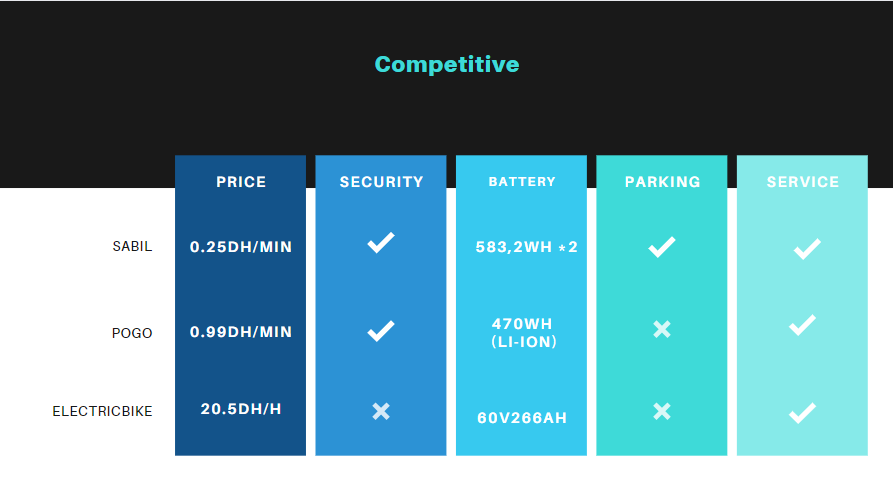 Competitive
PRICE SECURITY BATTERY PARKING SERVICE
SABIL 0.25DH/MIN ✓ 583,2WH *2 ✓ ✓
POGO 0.99DH/MIN ✓ 470WH
(LI-ION) ✗ ✓
ELECTRICBIKE 20.5DH/H ✗ 60V266AH ✗ ✓